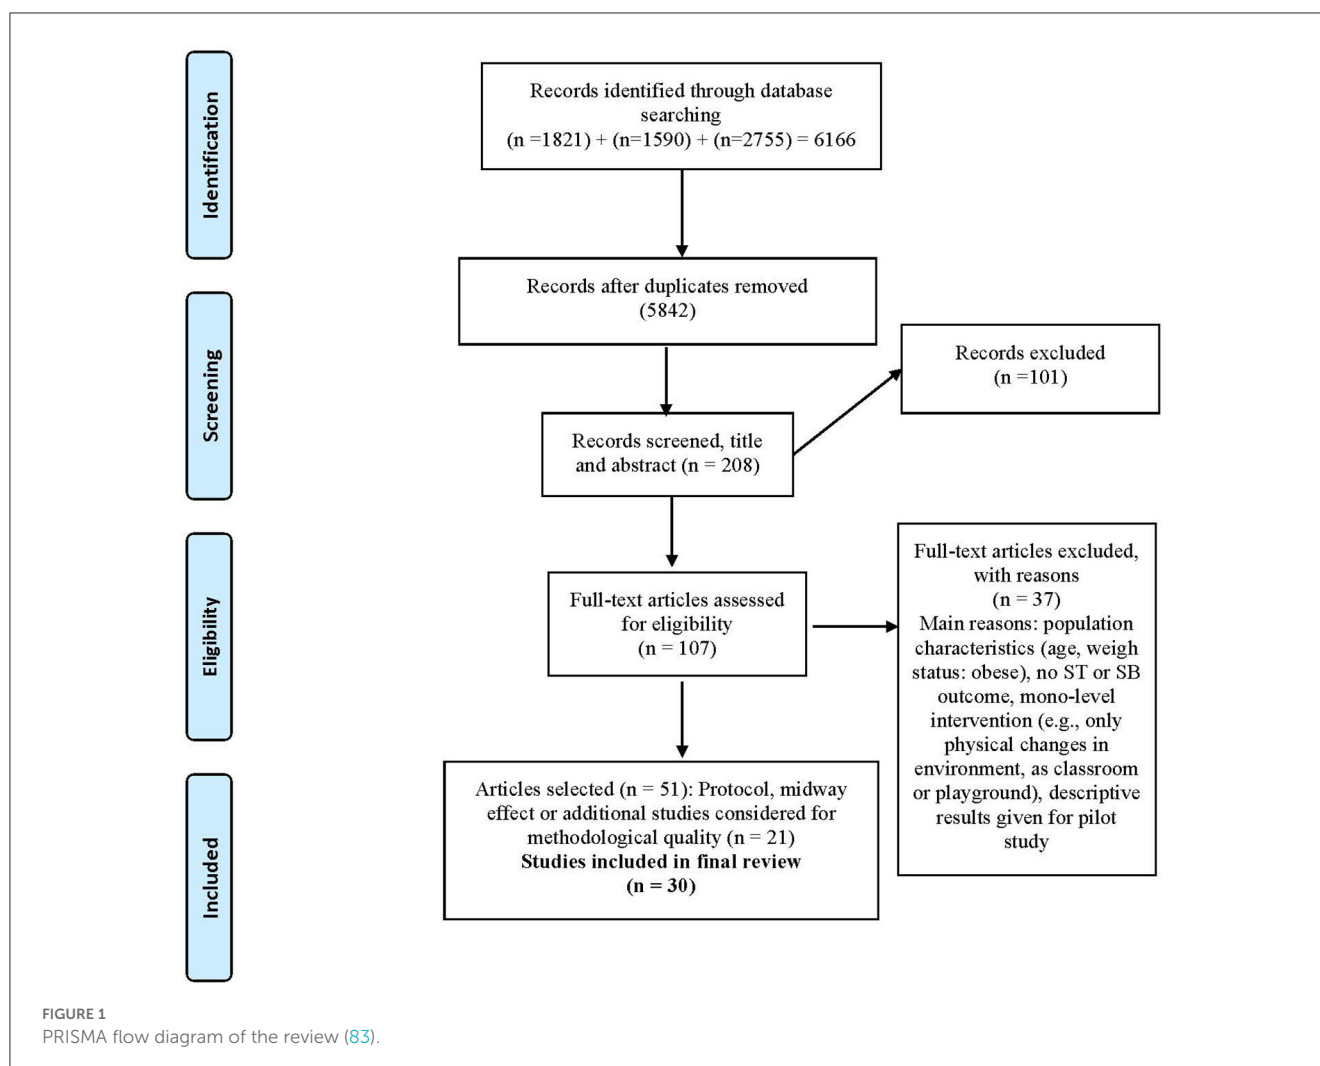 Identification
Records identified through database
searching
(n =1821) + (n=1590) + (n=2755) = 6166
Records after duplicates removed
(5842)
Screening
Records excluded
(n =101)
Records screened, title
and abstract (n = 208)
Eligibility
Full-text articles assessed
for eligibility
(n = 107)
Full-text articles excluded,
with reasons
(n = 37)
Main reasons: population
characteristics (age, weigh
status: obese), no ST or SB
outcome, mono-level
intervention (e.g., only
physical changes in
environment, as classroom
or playground), descriptive
results given for pilot
study
Included
Articles selected (n = 51): Protocol, midway
effect or additional studies considered for
methodological quality (n = 21)
Studies included in final review
(n = 30)
FIGURE 1
PRISMA flow diagram of the review (83).